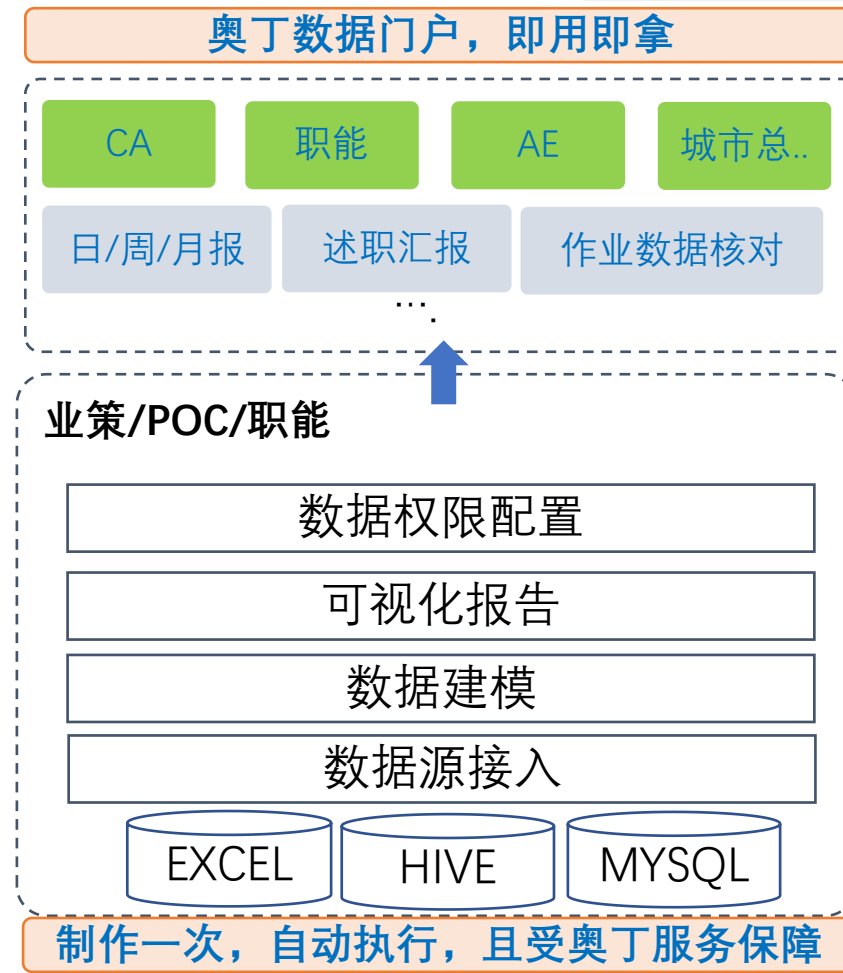 奥丁数据门户，即用即拿
CA 职能 AE 城市总..
日/周/月报 述职汇报 作业数据核对
….
业策/POC/职能
数据权限配置
可视化报告
数据建模
数据源接入
EXCEL HIVE MYSQL
制作一次，自动执行，且受奥丁服务保障